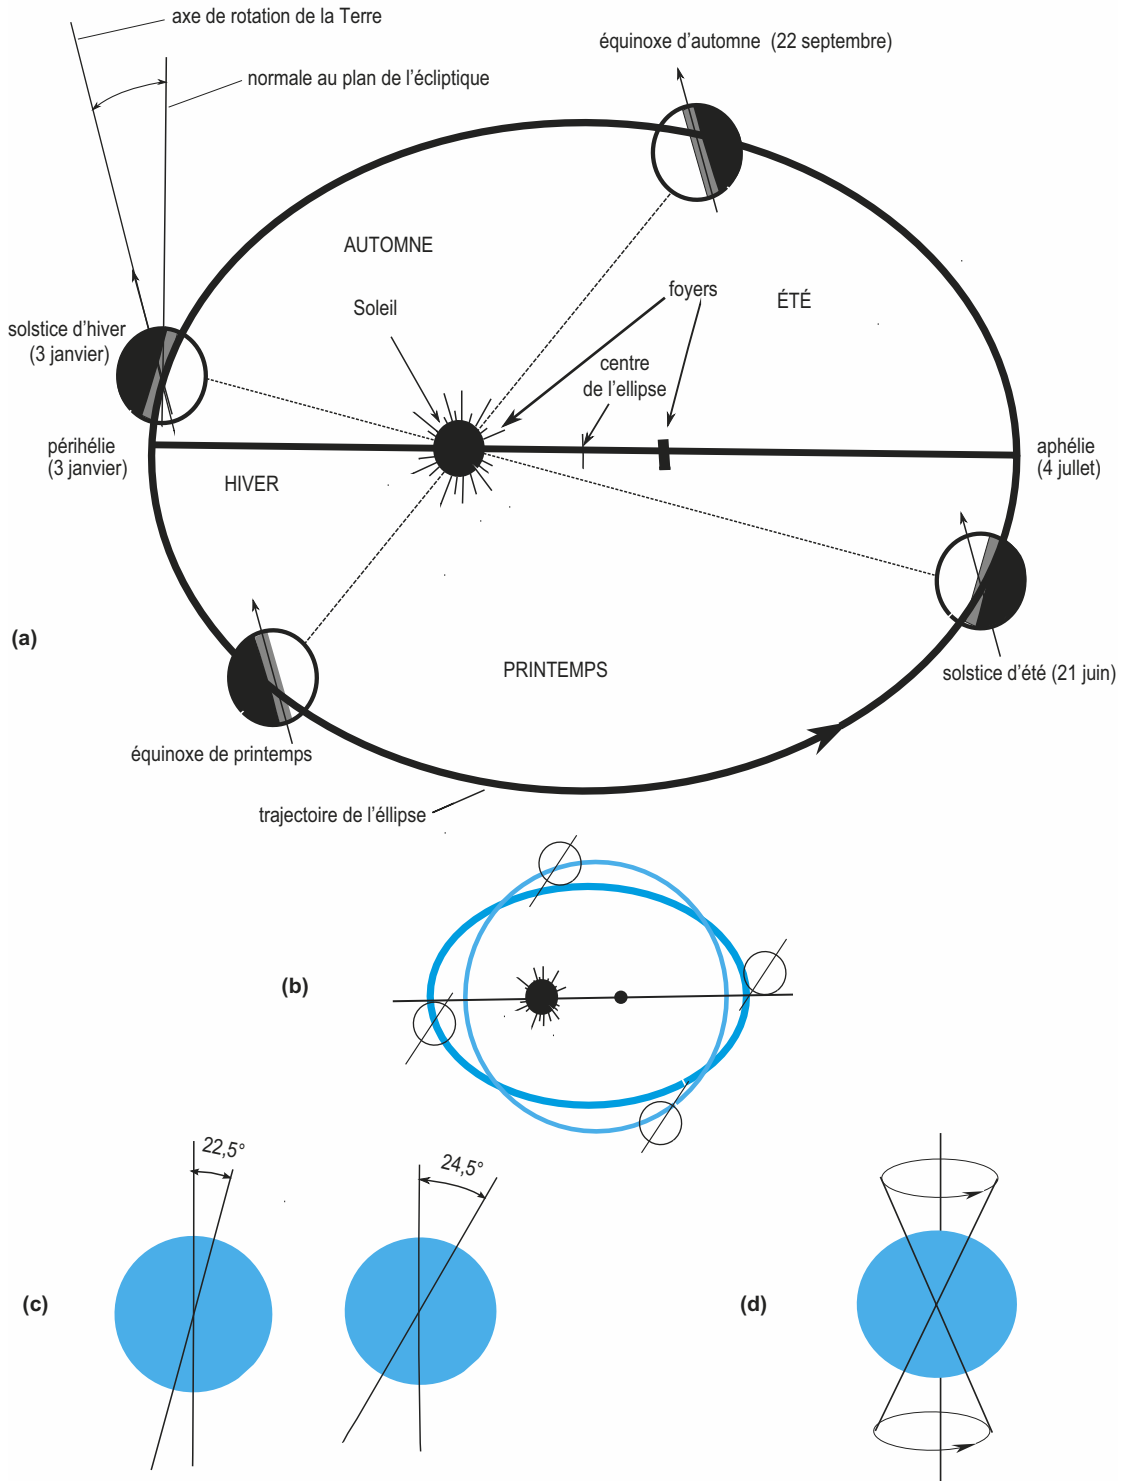 axe de rotation de la Terre
équinoxe d'automne (22 septembre)
normale au plan de l'écliptique
AUTOMNE
foyers
ÉTÉ
Soleil
solstice d'hiver
(3 janvier)
centre
de l'ellipse
périhélie
(3 janvier)
aphélie
(4 jullet)
HIVER
(a)
PRINTEMPS
solstice d'été (21 juin)
équinoxe de printemps
trajectoire de l'éllipse
(b)
22,5°
24,5°
(c)
(d)